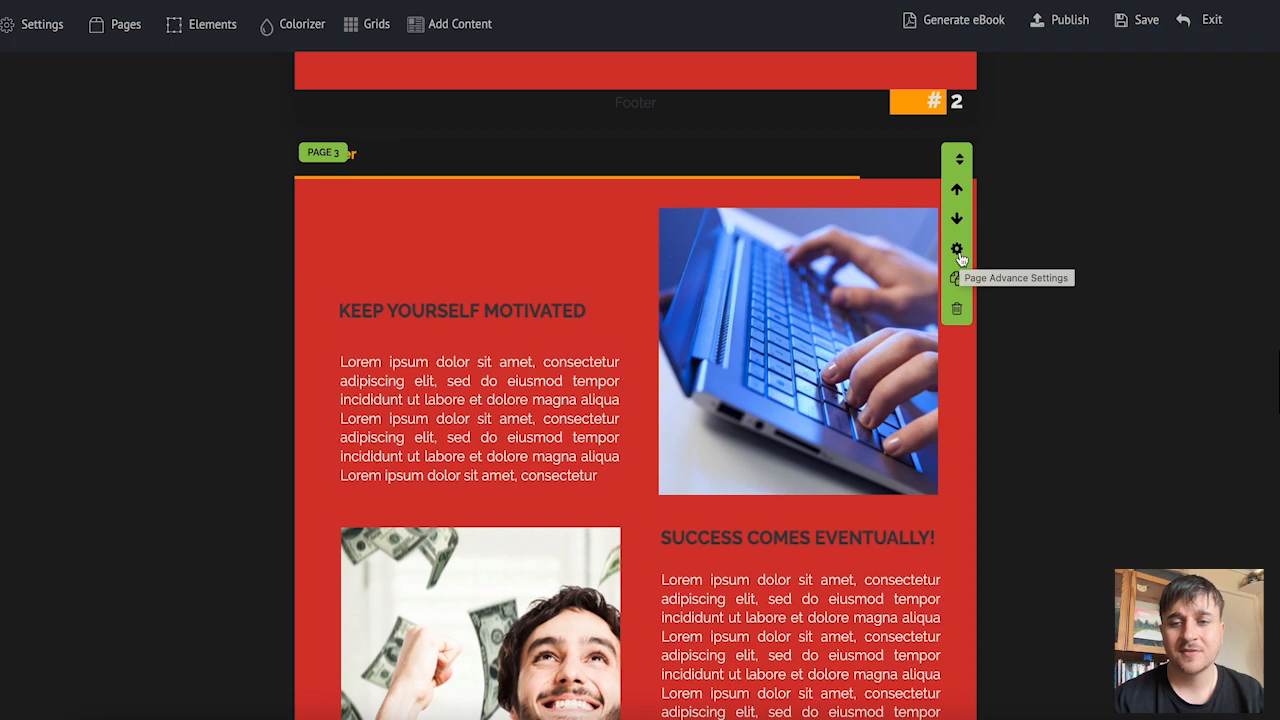 Settings
Pages
Elements
Colorizer
Grids
Add Content
Generate eBook
Publish
Save
Exit
Footer
# 2
PAGE 3
er
Page Advance Settings
KEEP YOURSELF MOTIVATED
Lorem ipsum dolor sit amet, consectetur
adipiscing elit, sed do eiusmod tempor
incididunt ut labore et dolore magna aliqua
Lorem ipsum dolor sit amet, consectetur
adipiscing elit, sed do eiusmod tempor
incididunt ut labore et dolore magna aliqua
Lorem ipsum dolor sit amet, consectetur
SUCCESS COMES EVENTUALLY!
Lorem ipsum dolor sit amet, consectetur
adipiscing elit, sed do eiusmod tempor
incididunt ut labore et dolore magna aliqua
Lorem ipsum dolor sit amet, consectetur
adipiscing elit, sed do eiusmod tempor
incididunt ut labore et dolore magna aliqua
Lorem ipsum dolor sit amet, consectetur
adipiscing elit, sed do eiusmod tempor